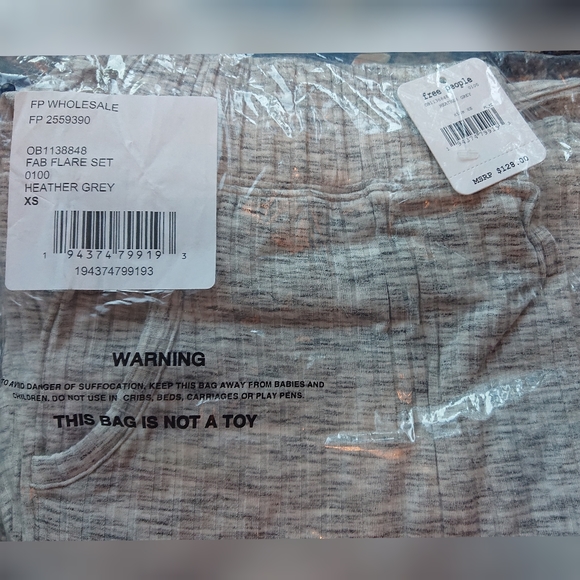 FP WHOLESALE
FP 2559390
OB1138848
FAB FLARE SET
0100
HEATHER GREY
XS
1 94374 79919 3
194374799193
free people
HEATHER GREY
MSRP $128.00
WARNING
TO AVOID DANGER OF SUFFOCATION, KEEP THIS BAG AWAY FROM BABIES AND
CHILDREN. DO NOT USE IN CRIBS, BEDS, CARRIAGES OR PLAY PENS.
THIS BAG IS NOT A TOY